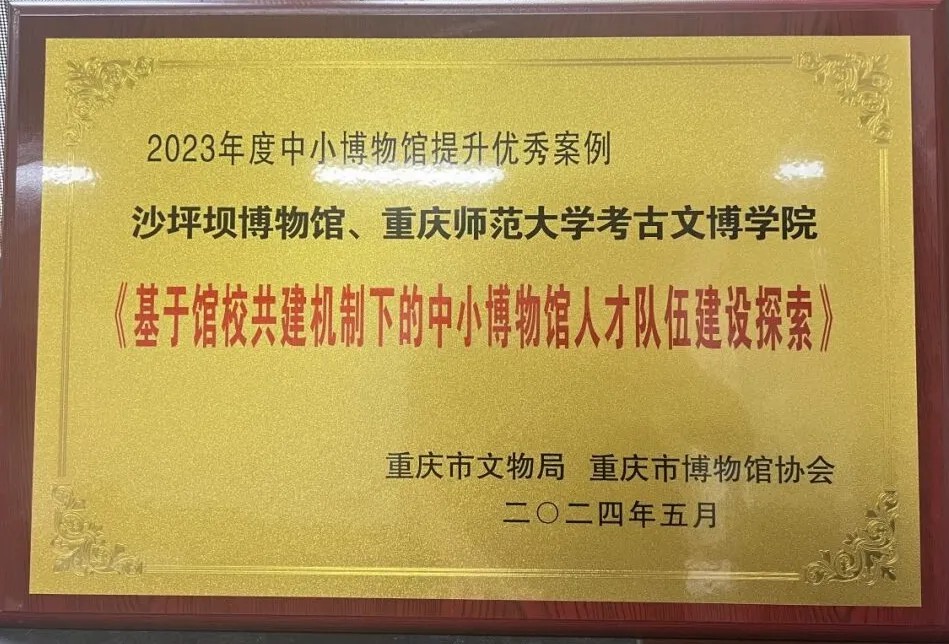 2023年度中小博物馆提升优秀案例
沙坪坝博物馆、重庆师范大学考古文博学院
《基于馆校共建机制下的中小博物馆人才队伍建设探索》
重庆市文物局 重庆市博物馆协会
二〇二四年五月